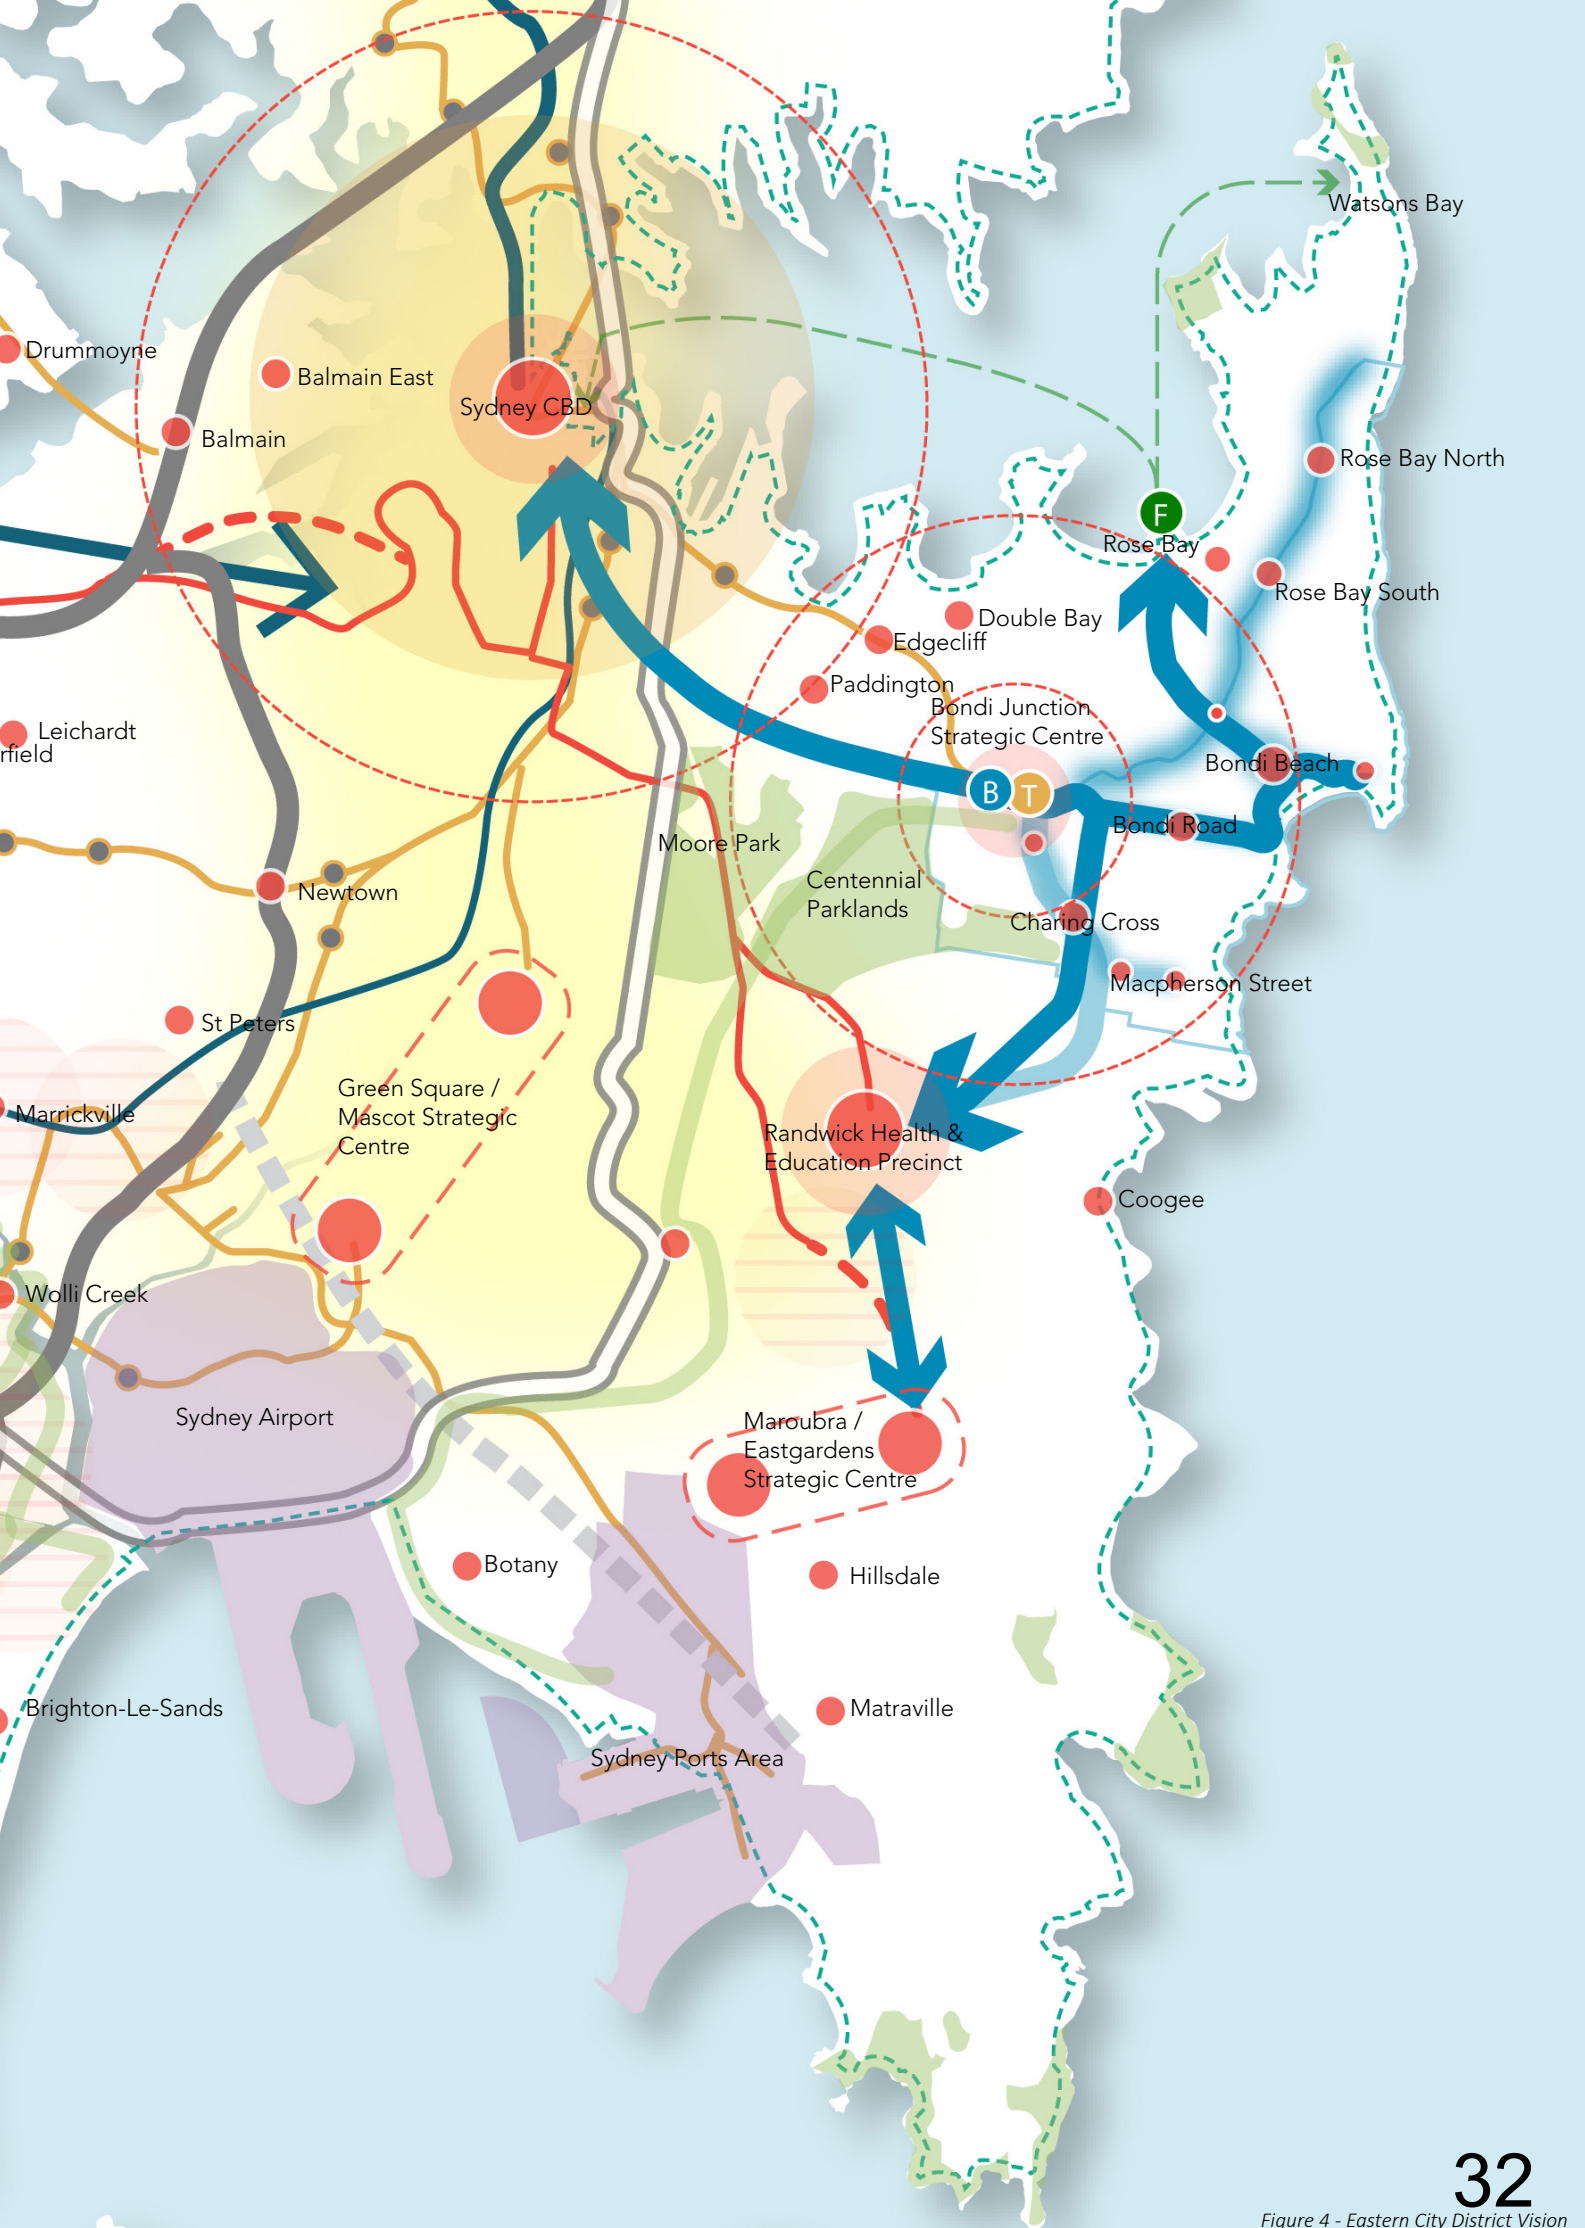 Watsons Bay
Drummoyne
Balmain East
Sydney CBD
Balmain
Rose Bay North
F
Rose Bay
Rose Bay South
Double Bay
Edgecliff
Paddington
Bondi Junction
Strategic Centre
Leichardt
rfield
Bondi Beach
B
T
Bondi Road
Moore Park
Centennial
Parklands
Newtown
Charing Cross
Macpherson Street
St Peters
Green Square /
Mascot Strategic
Centre
Marrickville
Randwick Health &
Education Precinct
Coogee
Wolli Creek
Sydney Airport
Maroubra /
Eastgardens
Strategic Centre
Botany
Hillsdale
Brighton-Le-Sands
Matraville
Sydney Ports Area
32
Figure 4 - Eastern City District Vision